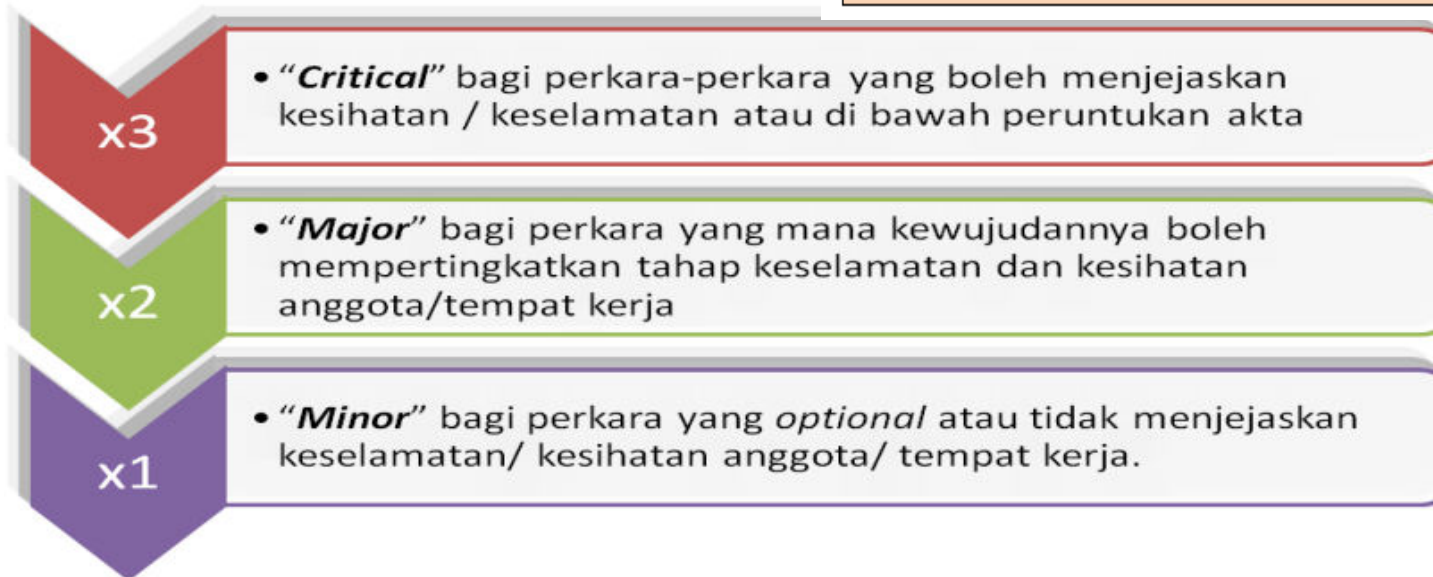 x3
• “Critical” bagi perkara-perkara yang boleh menjejaskan
kesihatan / keselamatan atau di bawah peruntukan akta
x2
• “Major” bagi perkara yang mana kewujudannya boleh
mempertingkatkan tahap keselamatan dan kesihatan
anggota/tempat kerja
x1
• “Minor” bagi perkara yang optional atau tidak menjejaskan
keselamatan/ kesihatan anggota/ tempat kerja.